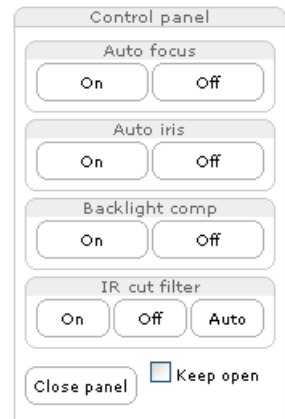 Control panel
Auto focus
On Off
Auto iris
On Off
Backlight comp
On Off
IR cut filter
On Off Auto
Close panel Keep open